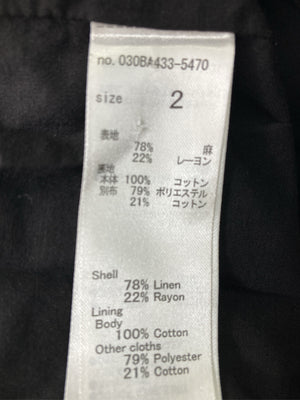 no. 030BA433-5470
size 2
表地
78% 麻
22% レーヨン
裏地
本体 100% コットン
別布 79% ポリエステル
21% コットン
Shell
78% Linen
22% Rayon
Lining
Body
100% Cotton
Other cloths
79% Polyester
21% Cotton